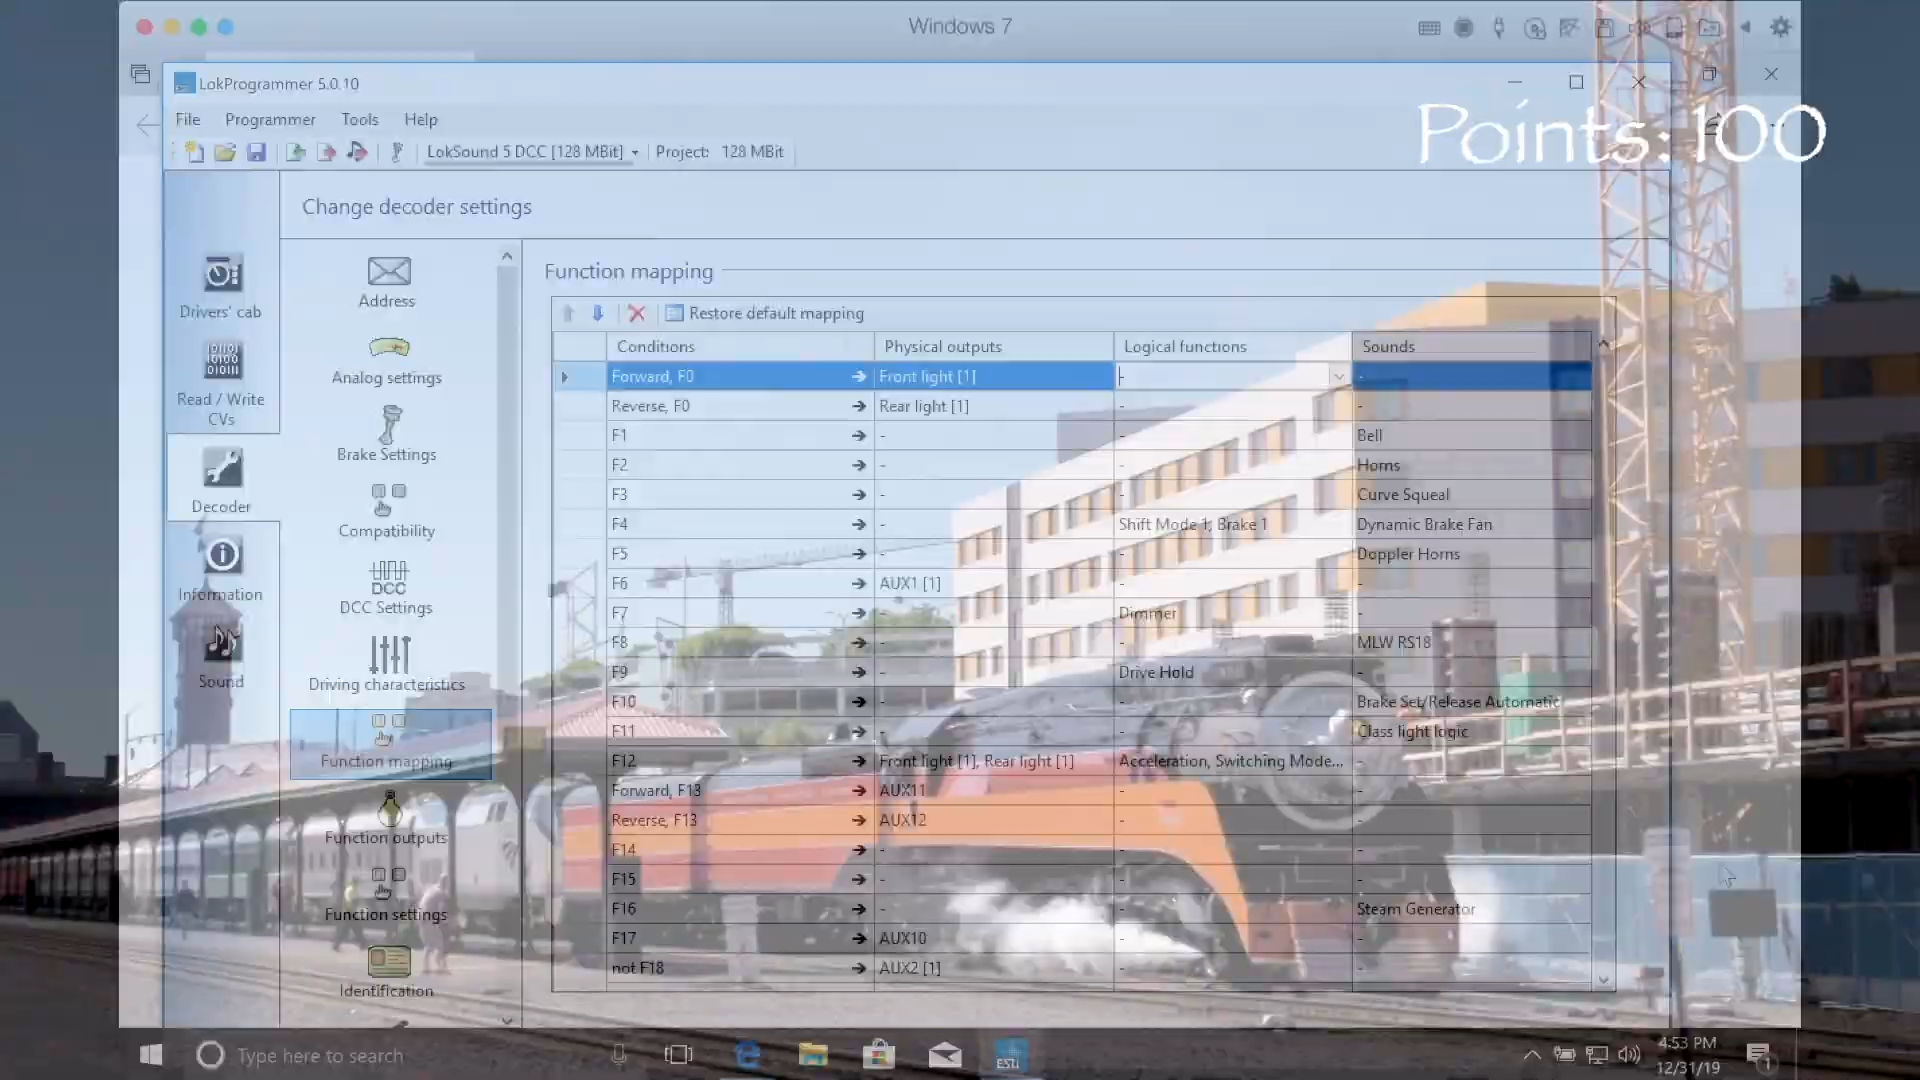 Windows 7
LokProgrammer 5.0.10
File Programmer Tools Help
Points: 100
LokSound 5 DCC [128 MBit] Project: 128 MBit
Change decoder settings
Drivers' cab
Read / Write
CVs
Decoder
Information
Sound
Address
Analog settings
Brake Settings
Compatibility
DCC
DCC Settings
Driving characteristics
Function mapping
Function outputs
Function settings
Identification
Function mapping
Restore default mapping
Conditions Physical outputs Logical functions Sounds
Forward, F0 Front light [1] - -
Reverse, F0 Rear light [1] - -
F1 - - Bell
F2 - - Horns
F3 - - Curve Squeal
F4 - Shift Mode 1, Brake 1 Dynamic Brake Fan
F5 - - Doppler Horns
F6 AUX1 [1] - -
F7 - Dimmer -
F8 - - MLW RS18
F9 - Drive Hold -
F10 - - Brake Set/Release Automatic
F11 - - Class light logic
F12 Front light [1], Rear light [1] Acceleration, Switching Mode... -
Forward, F13 AUX11 - -
Reverse, F13 AUX12 - -
F14 - - -
F15 - - -
F16 - - Steam Generator
F17 AUX10 - -
not F18 AUX2 [1] - -
Type here to search
ESU
4:53 PM
12/31/19
1